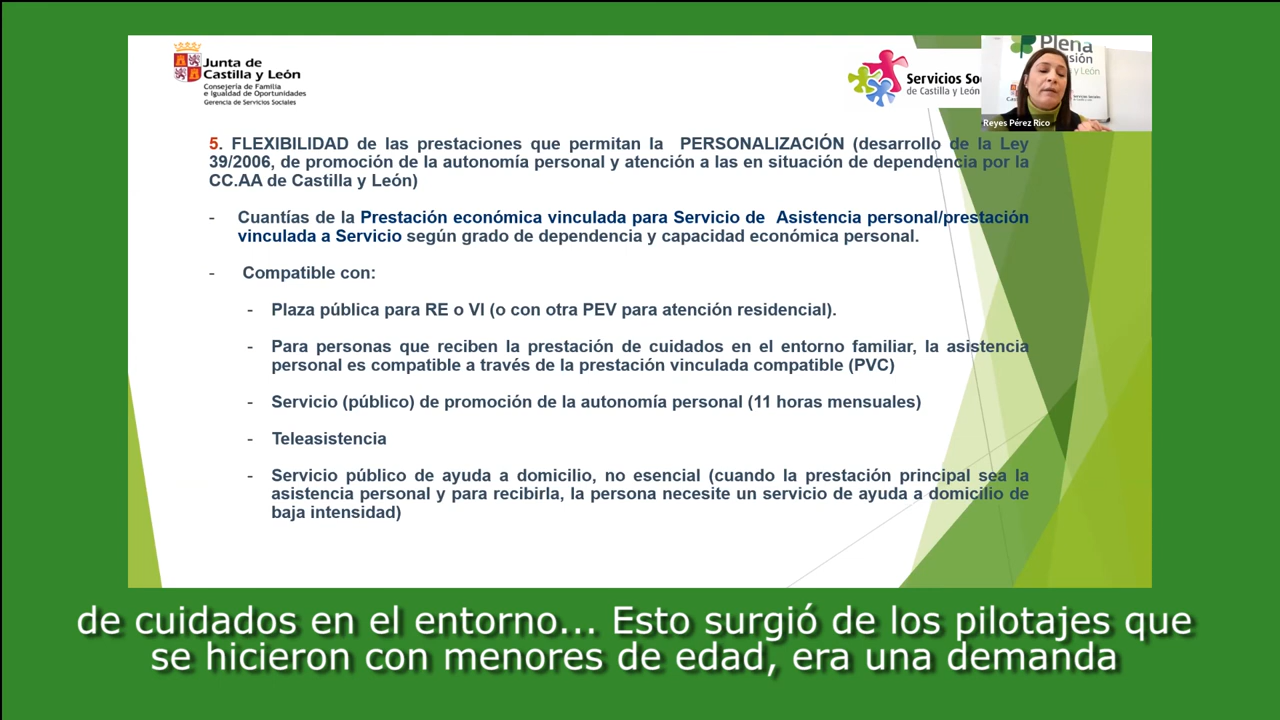 Junta de
Castilla y León
Consejería de Familia
e Igualdad de Oportunidades
Gerencia de Servicios Sociales
Servicios Soc
de Castilla y León
Plena
sión
y León
Reyes Pérez Rico
5. FLEXIBILIDAD de las prestaciones que permitan la PERSONALIZACIÓN (desarrollo de la Ley
39/2006, de promoción de la autonomía personal y atención a las en situación de dependencia por la
CC.AA de Castilla y León)
- Cuantías de la Prestación económica vinculada para Servicio de Asistencia personal/prestación
vinculada a Servicio según grado de dependencia y capacidad económica personal.
- Compatible con:
- Plaza pública para RE o VI (o con otra PEV para atención residencial).
- Para personas que reciben la prestación de cuidados en el entorno familiar, la asistencia
personal es compatible a través de la prestación vinculada compatible (PVC)
- Servicio (público) de promoción de la autonomía personal (11 horas mensuales)
- Teleasistencia
- Servicio público de ayuda a domicilio, no esencial (cuando la prestación principal sea la
asistencia personal y para recibirla, la persona necesite un servicio de ayuda a domicilio de
baja intensidad)
de cuidados en el entorno... Esto surgió de los pilotajes que
se hicieron con menores de edad, era una demanda